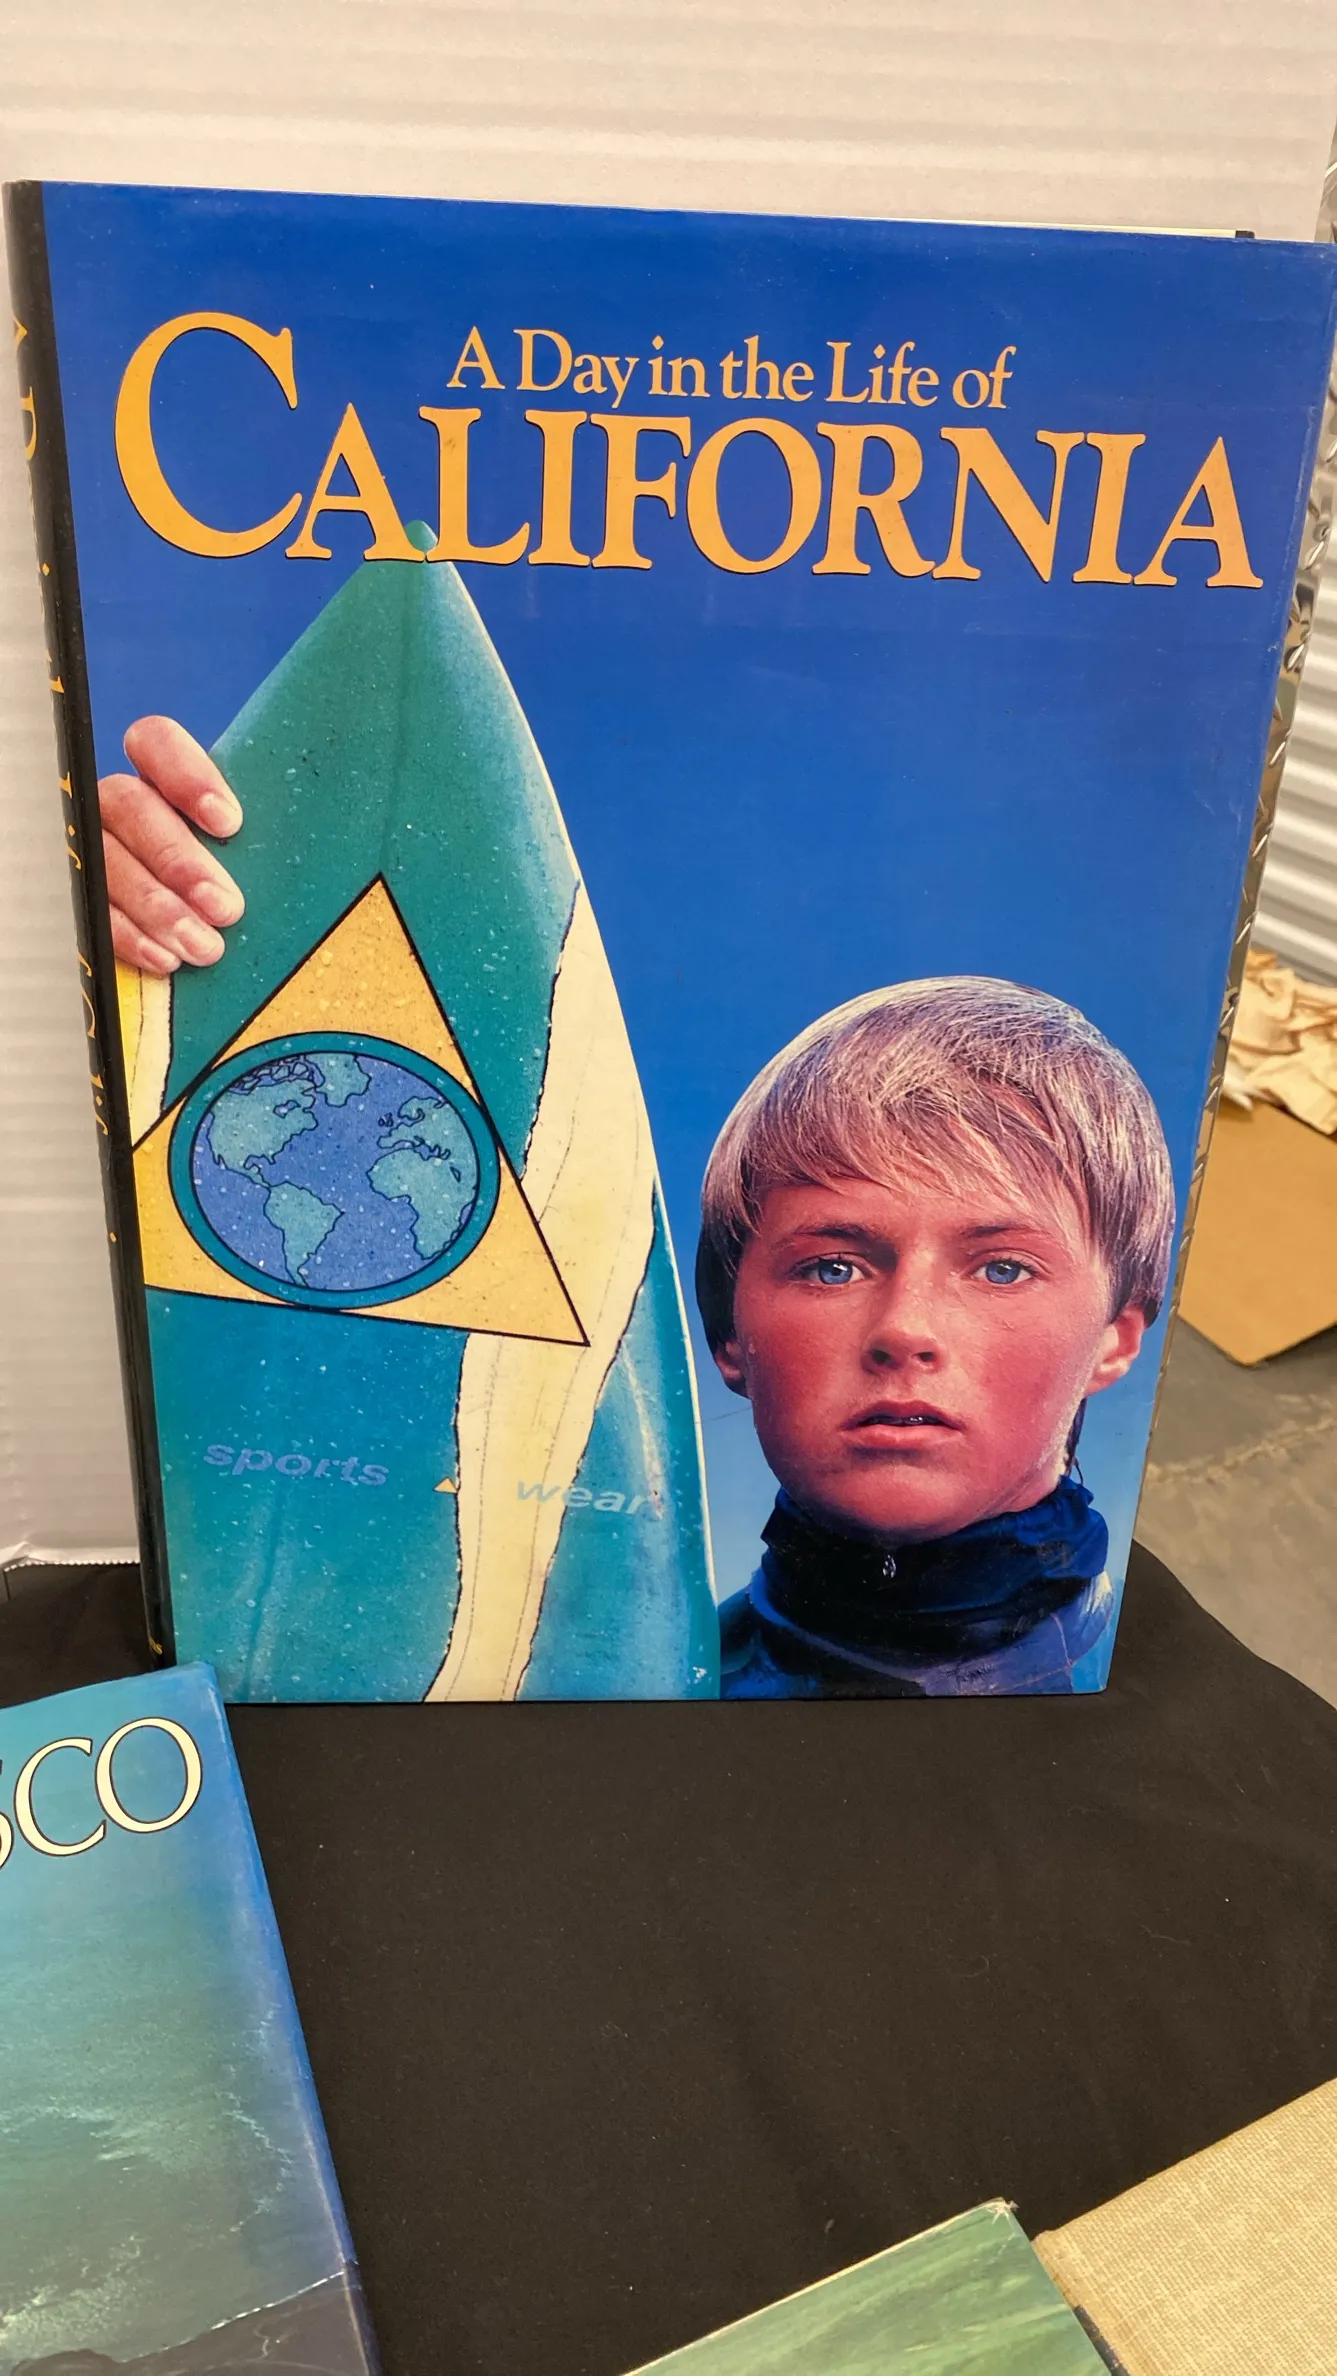 A Day in the Life of
CALIFORNIA
sports wear
SCO